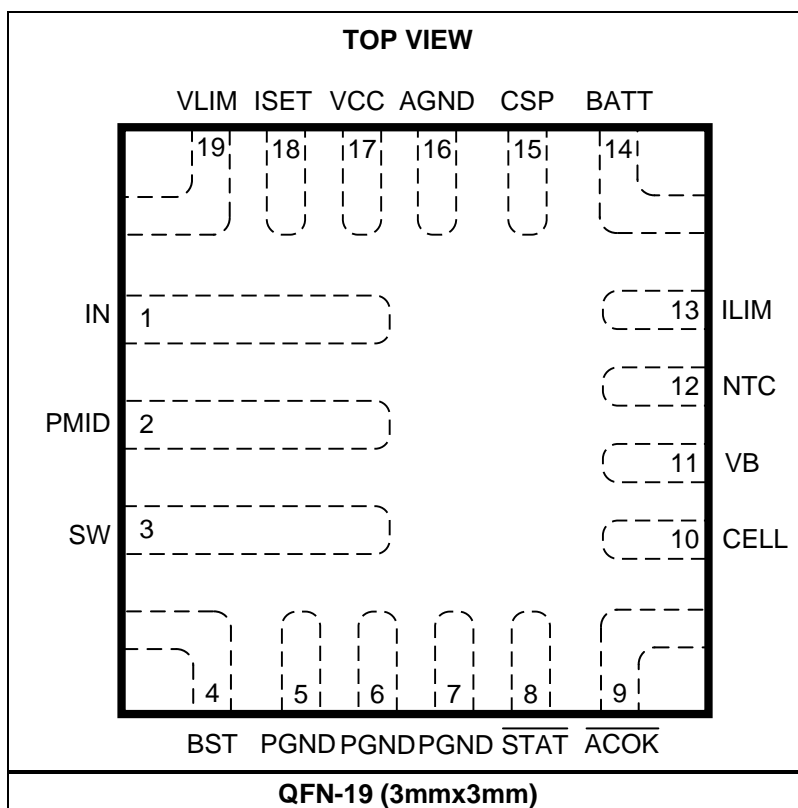 TOP VIEW
VLIM ISET VCC AGND CSP BATT
19 18 17 16 15 14
IN 1 13 ILIM
12 NTC
PMID 2
11 VB
SW 3 10 CELL
4 5 6 7 8 9
BST PGND PGND PGND S̅T̅A̅T̅ A̅C̅O̅K̅
QFN-19 (3mmx3mm)